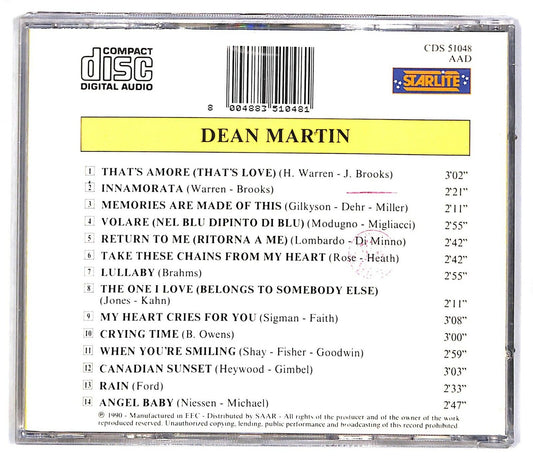 COMPACT
disc
DIGITAL AUDIO
CDS 51048
AAD
STARLITE
8 004883 510481
DEAN MARTIN
1 THAT'S AMORE (THAT'S LOVE) (H. Warren - J. Brooks) 3'02"
2 INNAMORATA (Warren - Brooks) 2'21"
3 MEMORIES ARE MADE OF THIS (Gilkyson - Dehr - Miller) 2'11"
4 VOLARE (NEL BLU DIPINTO DI BLU) (Modugno - Migliacci) 2'55"
5 RETURN TO ME (RITORNA A ME) (Lombardo - Di Minno) 2'42"
6 TAKE THESE CHAINS FROM MY HEART (Rose - Heath) 2'42"
7 LULLABY (Brahms) 2'55"
8 THE ONE I LOVE (BELONGS TO SOMEBODY ELSE)
(Jones - Kahn) 2'11"
9 MY HEART CRIES FOR YOU (Sigman - Faith) 3'08"
10 CRYING TIME (B. Owens) 3'00"
11 WHEN YOU'RE SMILING (Shay - Fisher - Goodwin) 2'59"
12 CANADIAN SUNSET (Heywood - Gimbel) 3'03"
13 RAIN (Ford) 2'33"
14 ANGEL BABY (Niessen - Michael) 2'47"
℗ 1990 - Manufactured in EEC - Distributed by SAAR - All rights of the producer and of the owner of the work
reproduced reserved. Unauthorized copying, lending, public performance and broadcasting of this record prohibited.